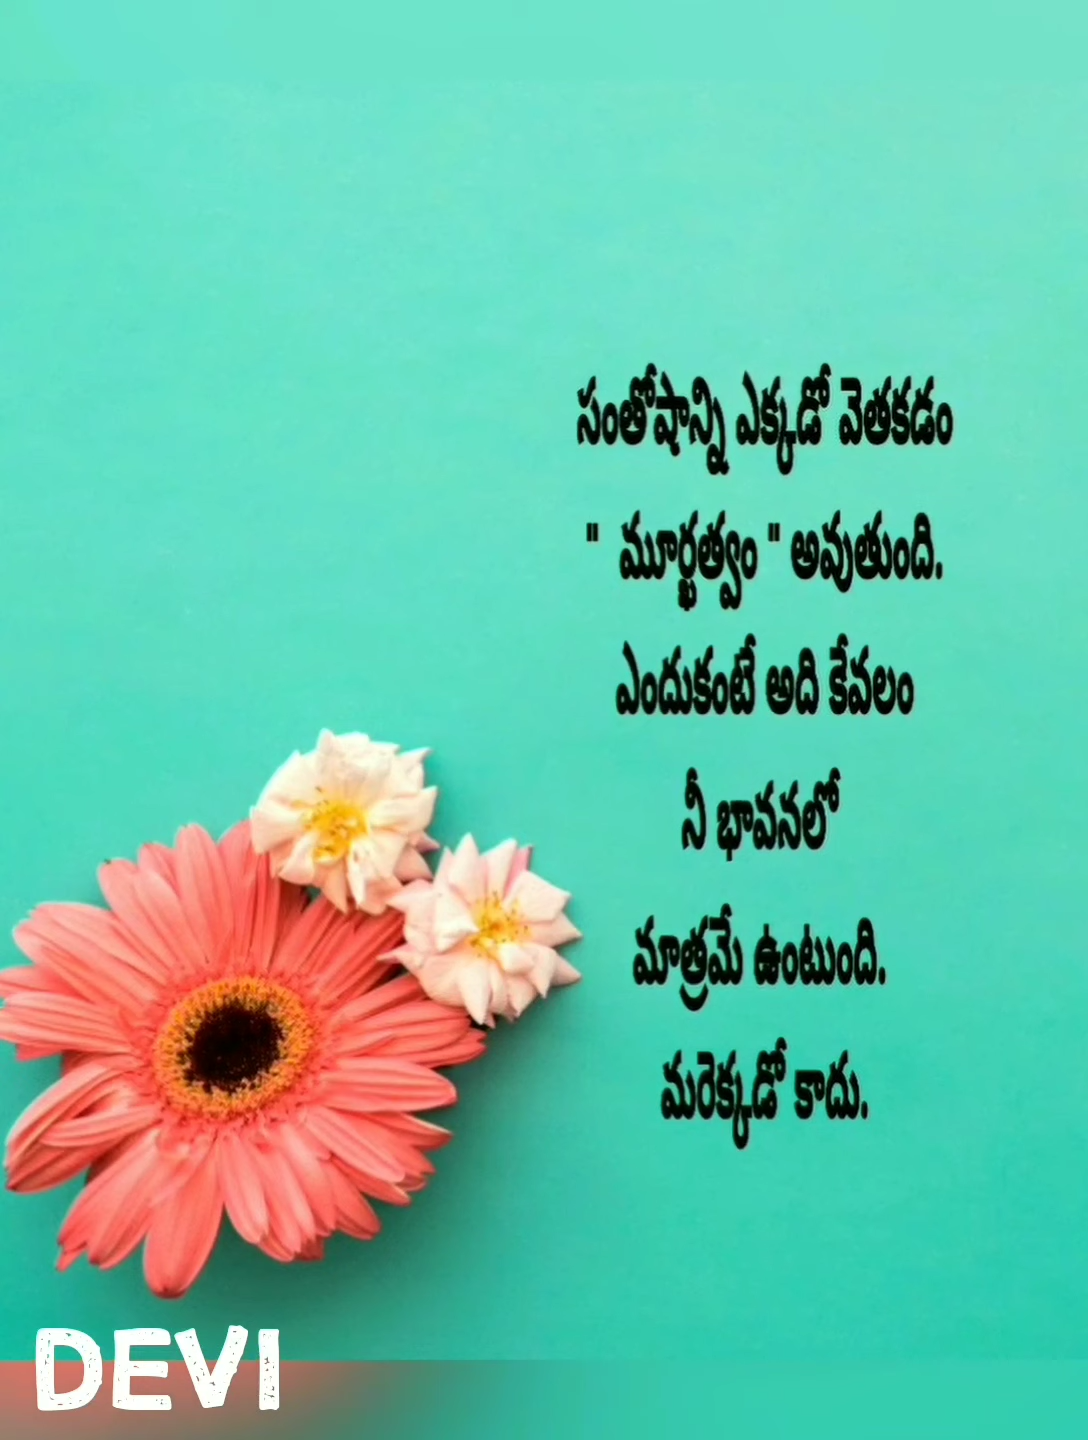 సంతోషాన్ని ఎక్కడో వెతకడం
" మూర్ఖత్వం " అవుతుంది.
ఎందుకంటే అది కేవలం
నీ భావనలో
మాత్రమే ఉంటుంది.
మరెక్కడో కాదు.
DEVI